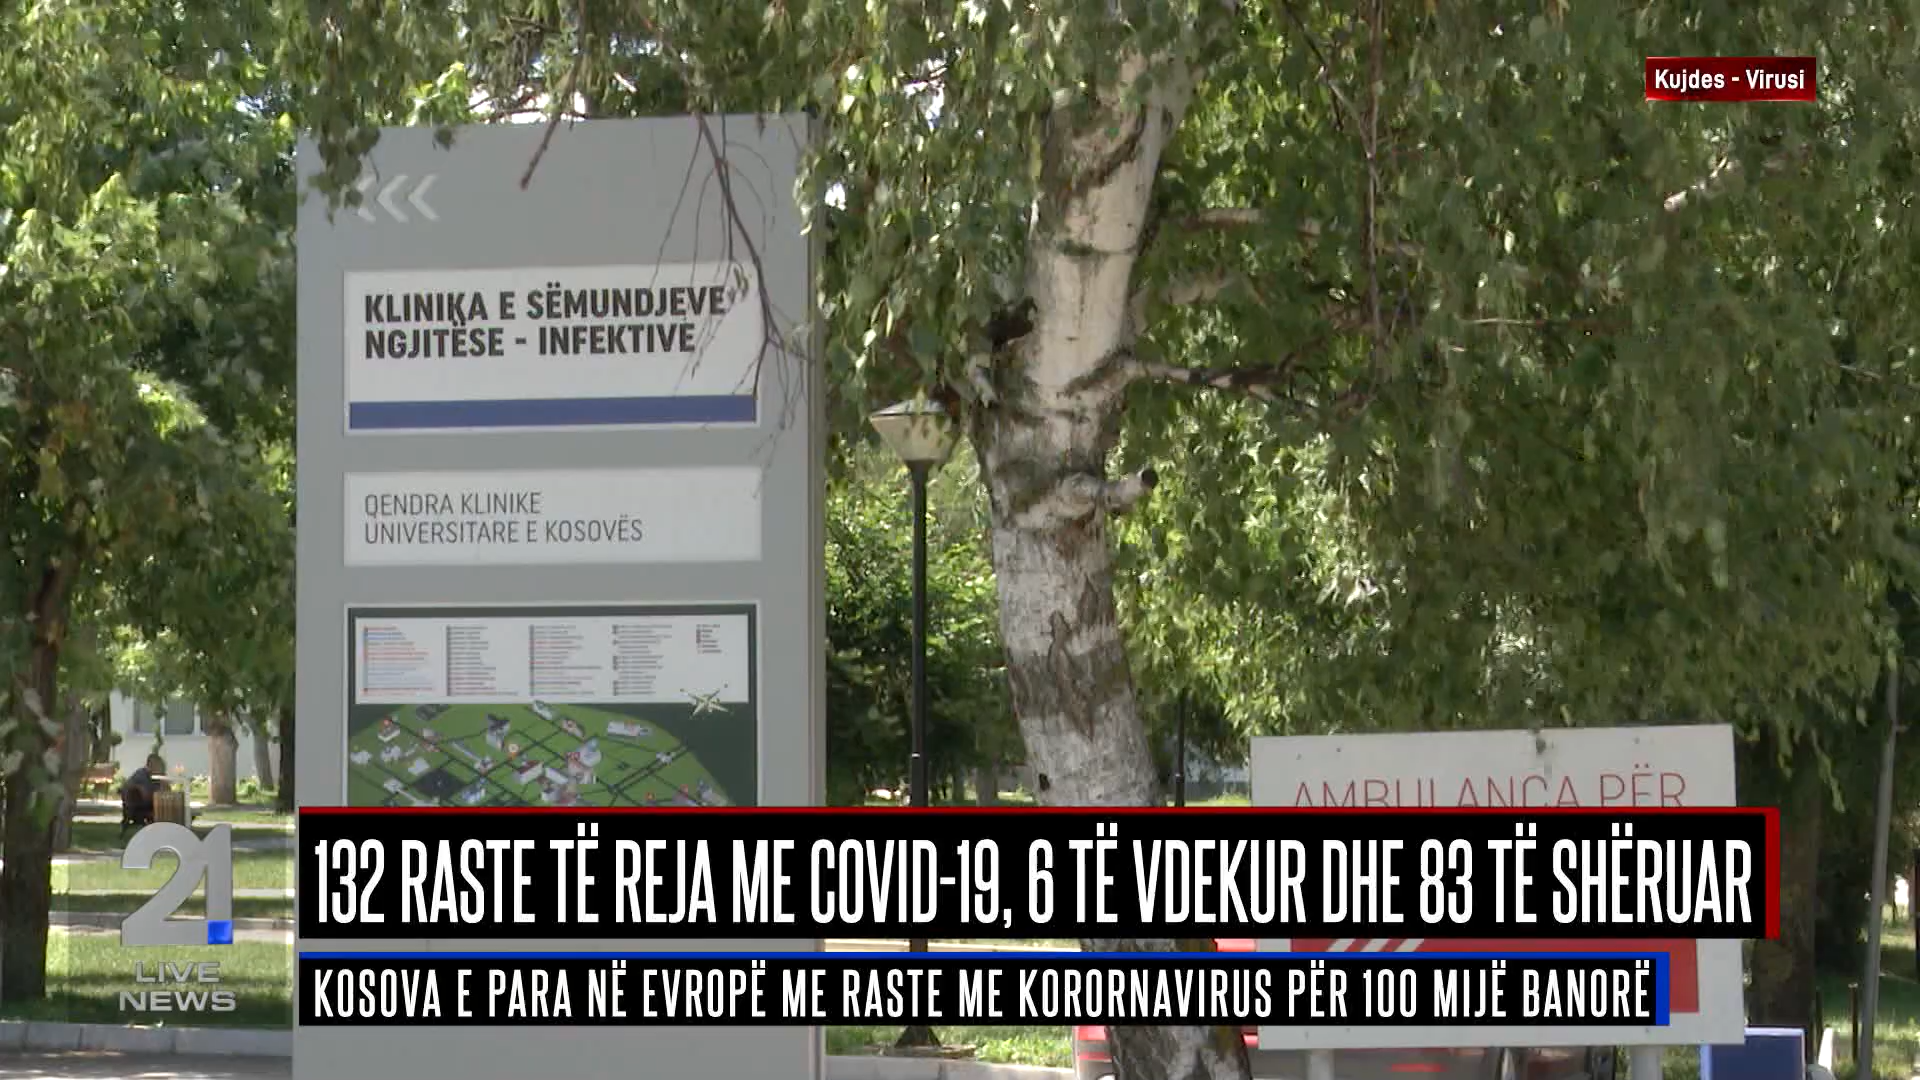 Kujdes - Virusi
KLINIKA E SËMUNDJEVE
NGJITËSE - INFEKTIVE
QENDRA KLINIKE
UNIVERSITARE E KOSOVËS
AMBULANCA PËR
132 RASTE TË REJA ME COVID-19, 6 TË VDEKUR DHE 83 TË SHËRUAR
21
LIVE
NEWS
KOSOVA E PARA NË EVROPË ME RASTE ME KORORNAVIRUS PËR 100 MIJË BANORË